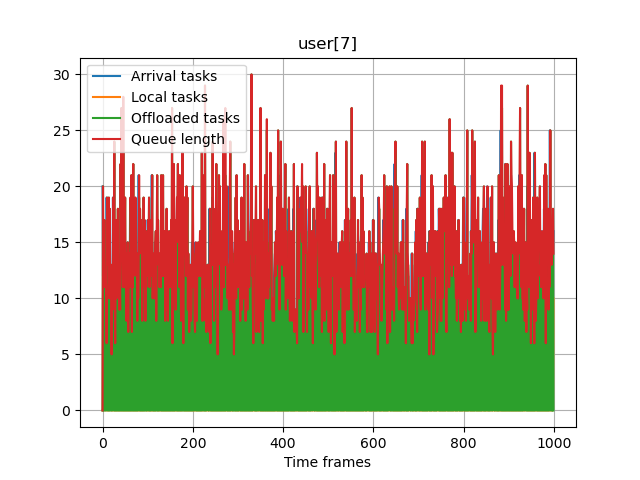 user[7]
Arrival tasks
Local tasks
Offloaded tasks
Queue length
30
25
20
15
10
5
0
0 200 400 600 800 1000
Time frames